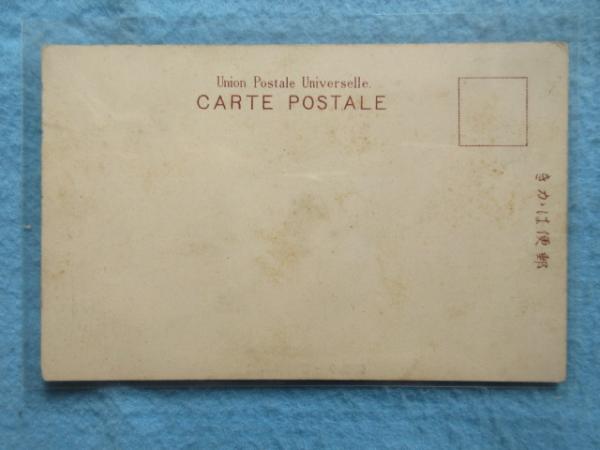 Union Postale Universelle.
CARTE POSTALE
きかは便郵